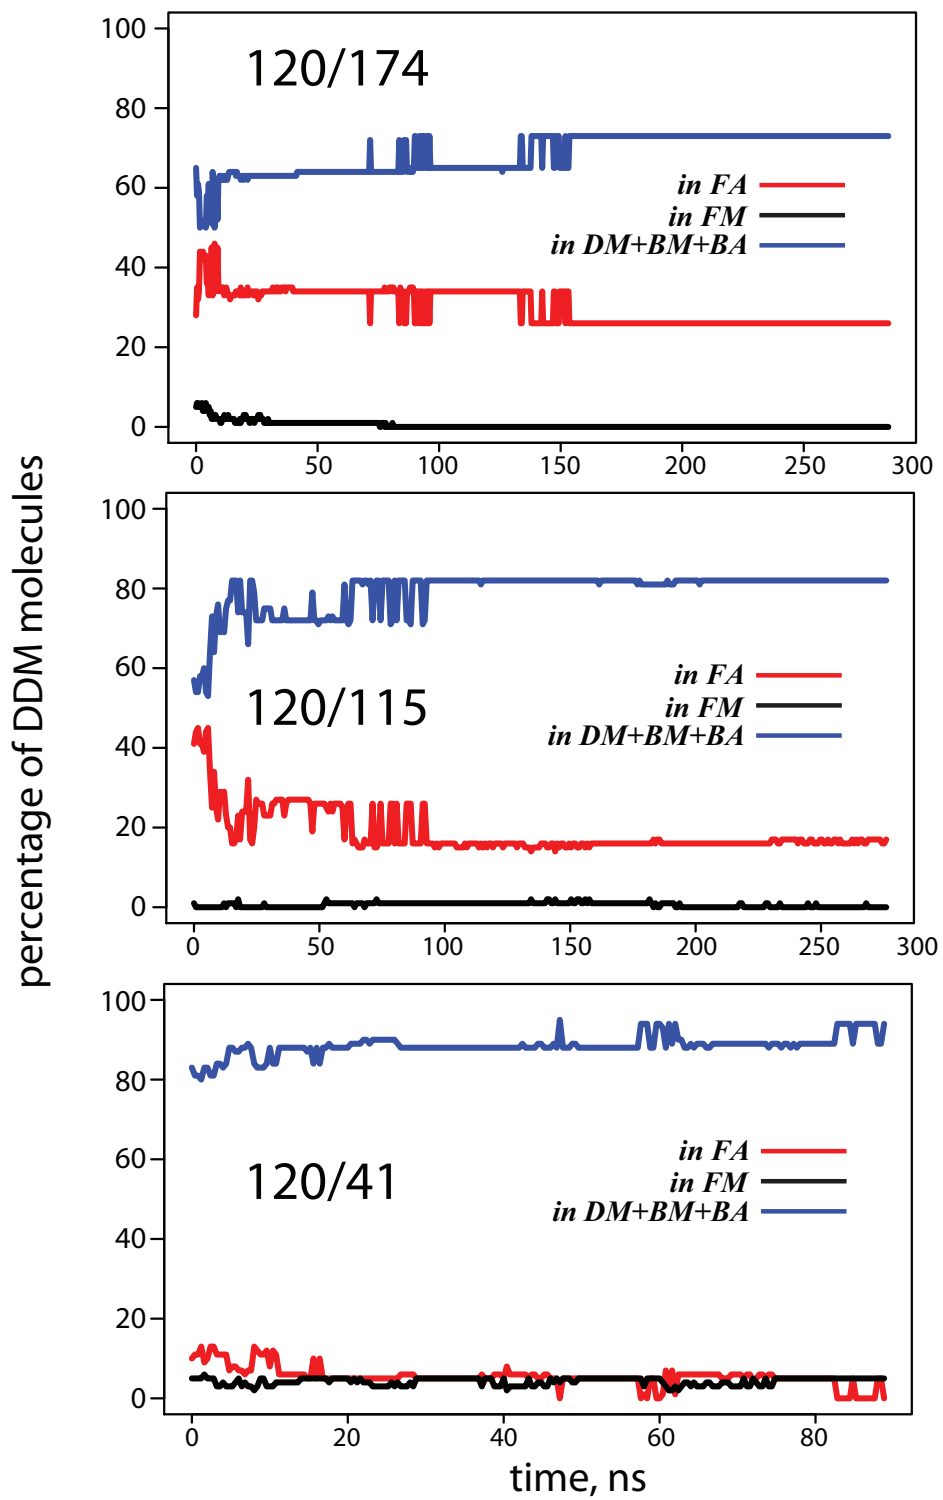 percentage of DDM molecules
120/174
100
80
60
40
20
0
in FA
in FM
in DM+BM+BA
0 50 100 150 200 250 300
120/115
100
80
60
40
20
0
in FA
in FM
in DM+BM+BA
0 50 100 150 200 250 300
120/41
100
80
60
40
20
0
in FA
in FM
in DM+BM+BA
0 20 40 60 80
time, ns